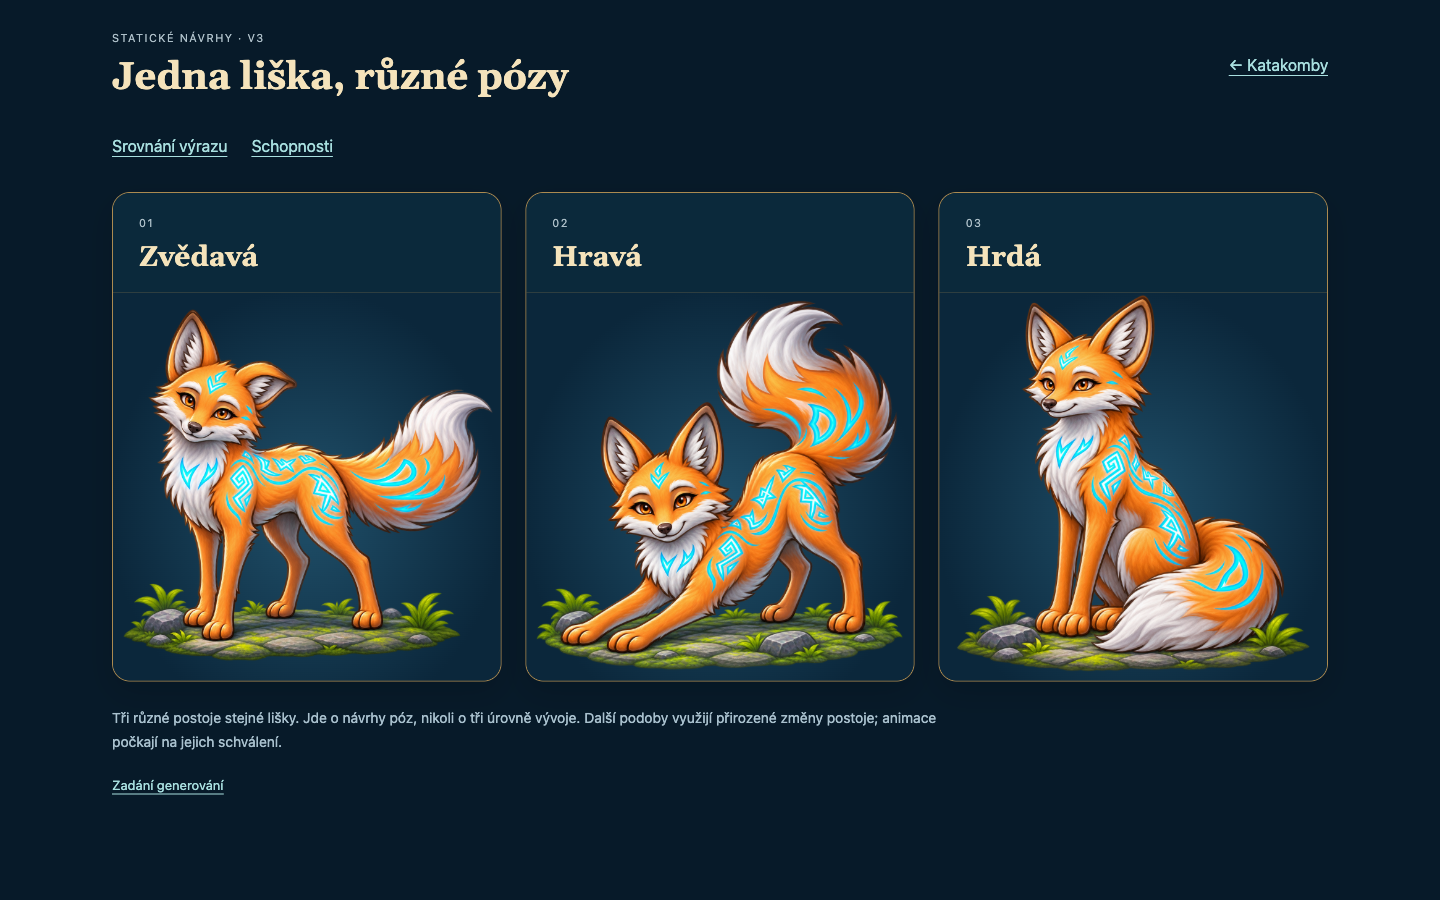 STATICKÉ NÁVRHY · V3
Jedna liška, různé pózy
← Katakomby
Srovnání výrazu Schopnosti
01
Zvědavá
02
Hravá
03
Hrdá
Tři různé postoje stejné lišky. Jde o návrhy póz, nikoli o tři úrovně vývoje. Další podoby využijí přirozené změny postoje; animace
počkají na jejich schválení.
Zadání generování